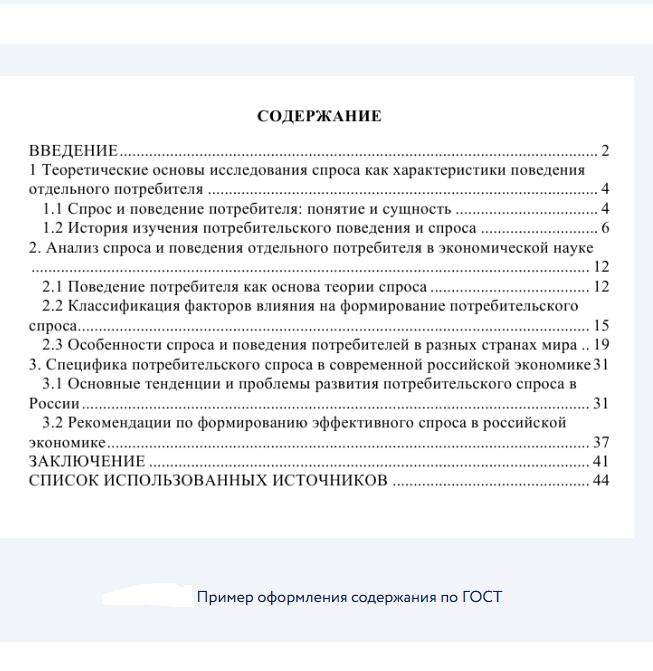 СОДЕРЖАНИЕ
ВВЕДЕНИЕ.................................................................................................................. 2
1 Теоретические основы исследования спроса как характеристики поведения
отдельного потребителя ............................................................................................. 4
1.1 Спрос и поведение потребителя: понятие и сущность .................................. 4
1.2 История изучения потребительского поведения и спроса ............................ 6
2. Анализ спроса и поведения отдельного потребителя в экономической науке
..................................................................................................................................... 12
2.1 Поведение потребителя как основа теории спроса ...................................... 12
2.2 Классификация факторов влияния на формирование потребительского
спроса.......................................................................................................................... 15
2.3 Особенности спроса и поведения потребителей в разных странах мира .. 19
3. Специфика потребительского спроса в современной российской экономике 31
3.1 Основные тенденции и проблемы развития потребительского спроса в
России ......................................................................................................................... 31
3.2 Рекомендации по формированию эффективного спроса в российской
экономике................................................................................................................... 37
ЗАКЛЮЧЕНИЕ ......................................................................................................... 41
СПИСОК ИСПОЛЬЗОВАННЫХ ИСТОЧНИКОВ ............................................... 44
Пример оформления содержания по ГОСТ